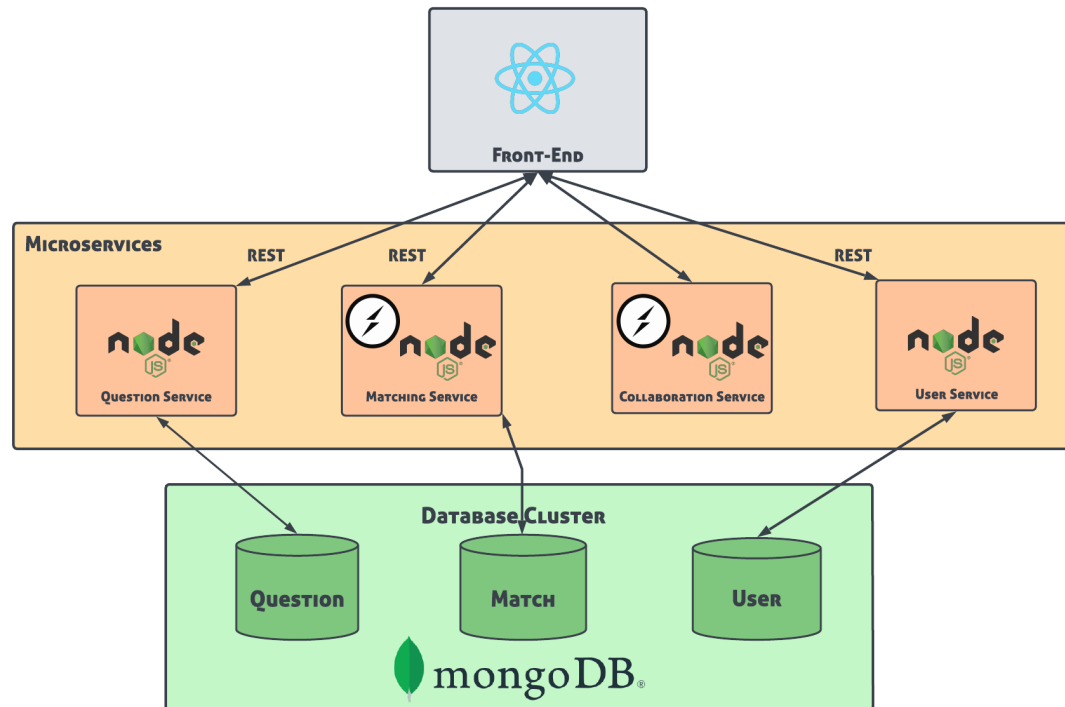 Front-End
Microservices
REST
REST
REST
node
JS
Question Service
node
JS
Matching Service
node
JS
Collaboration Service
node
JS
User Service
Database Cluster
Question
Match
User
mongoDB®